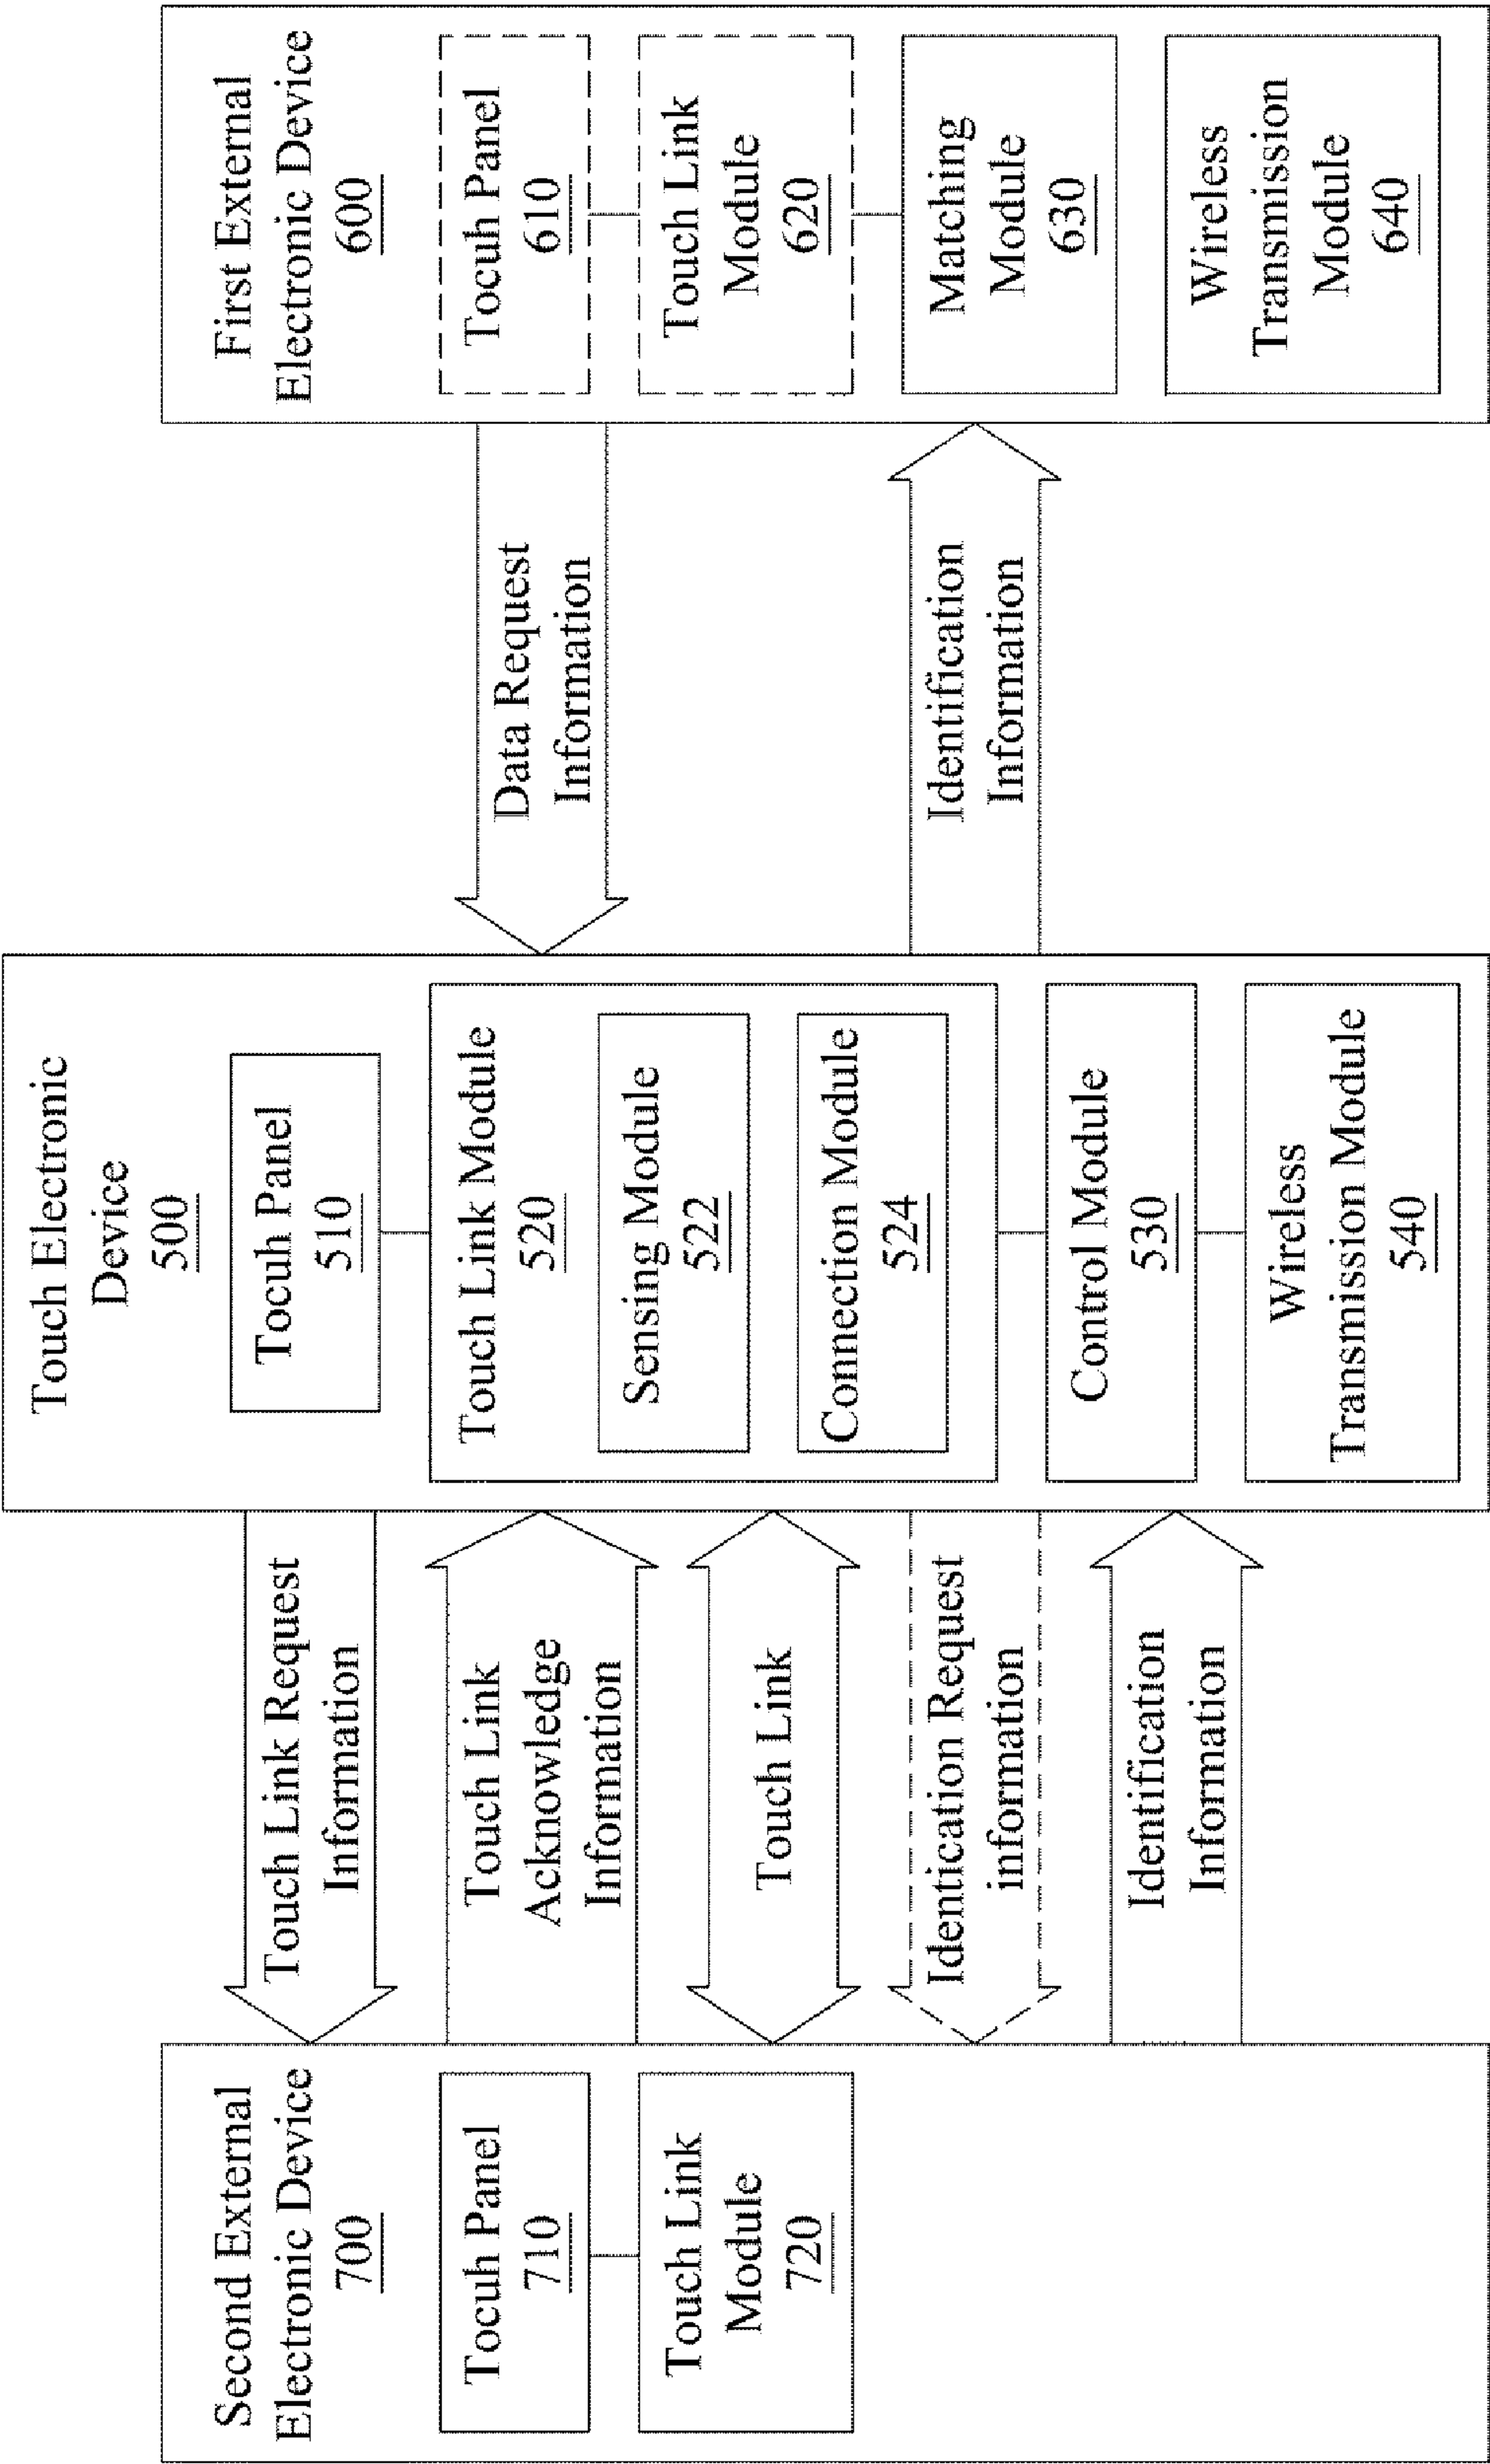 Second External
Electronic Device
700
Tocuh Panel
710
Touch Link
Module
720
Touch Link Request
Information
Touch Link
Acknowledge
Information
Touch Link
Identication Request
information
Identification
Information
Touch Electronic
Device
500
Tocuh Panel
510
Touch Link Module
520
Sensing Module
522
Connection Module
524
Control Module
530
Wireless
Transmission Module
540
Data Request
Information
Identification
Information
First External
Electronic Device
600
Tocuh Panel
610
Touch Link
Module
620
Matching
Module
630
Wireless
Transmission
Module
640